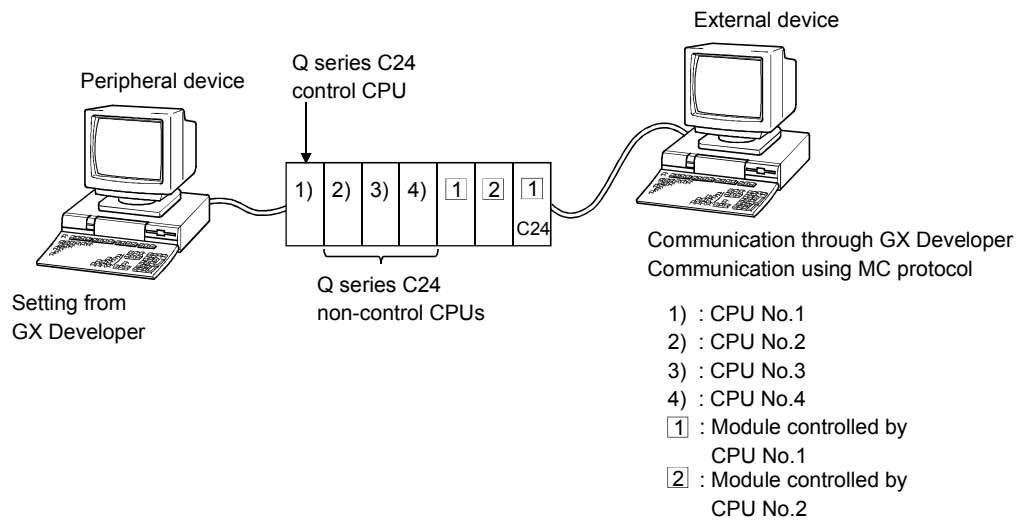 External device
Q series C24
control CPU
Peripheral device
1) 2) 3) 4) 1 2 1
C24
Q series C24
non-control CPUs
Setting from
GX Developer
Communication through GX Developer
Communication using MC protocol
1) : CPU No.1
2) : CPU No.2
3) : CPU No.3
4) : CPU No.4
1 : Module controlled by
CPU No.1
2 : Module controlled by
CPU No.2